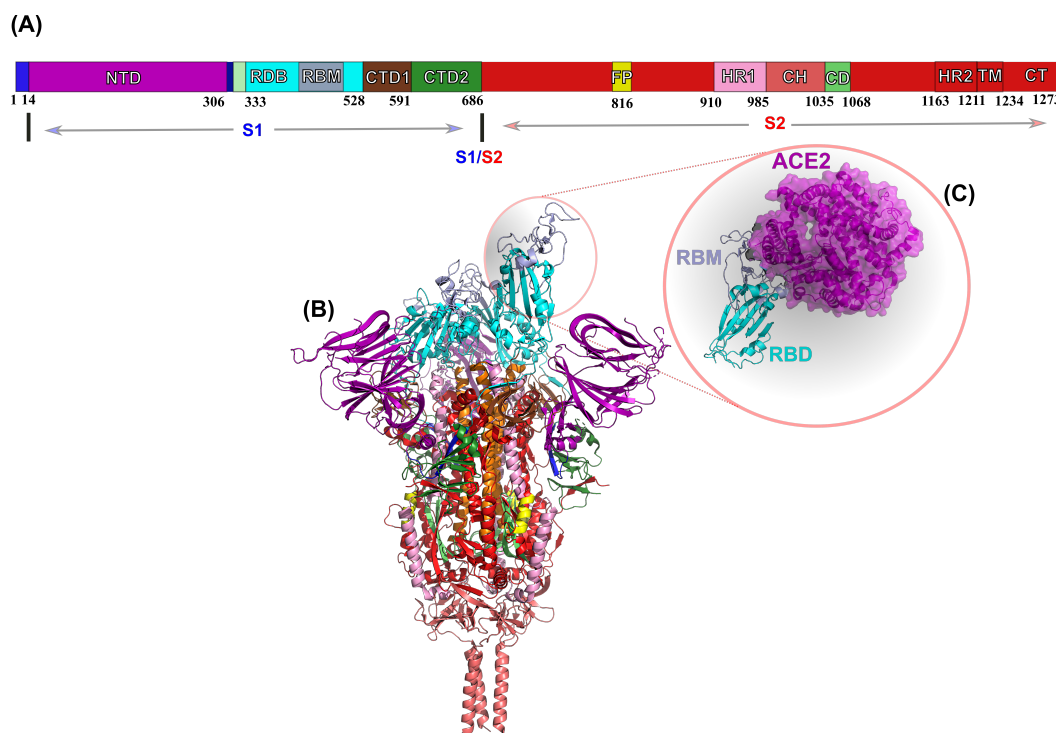 (A)
NTD RDB RBM CTD1 CTD2 FP HR1 CH CD HR2 TM CT
1 14 306 333 528 591 686 816 910 985 1035 1068 1163 1211 1234 1273
S1 S2
S1/S2
ACE2
(C)
RBM
(B)
RBD